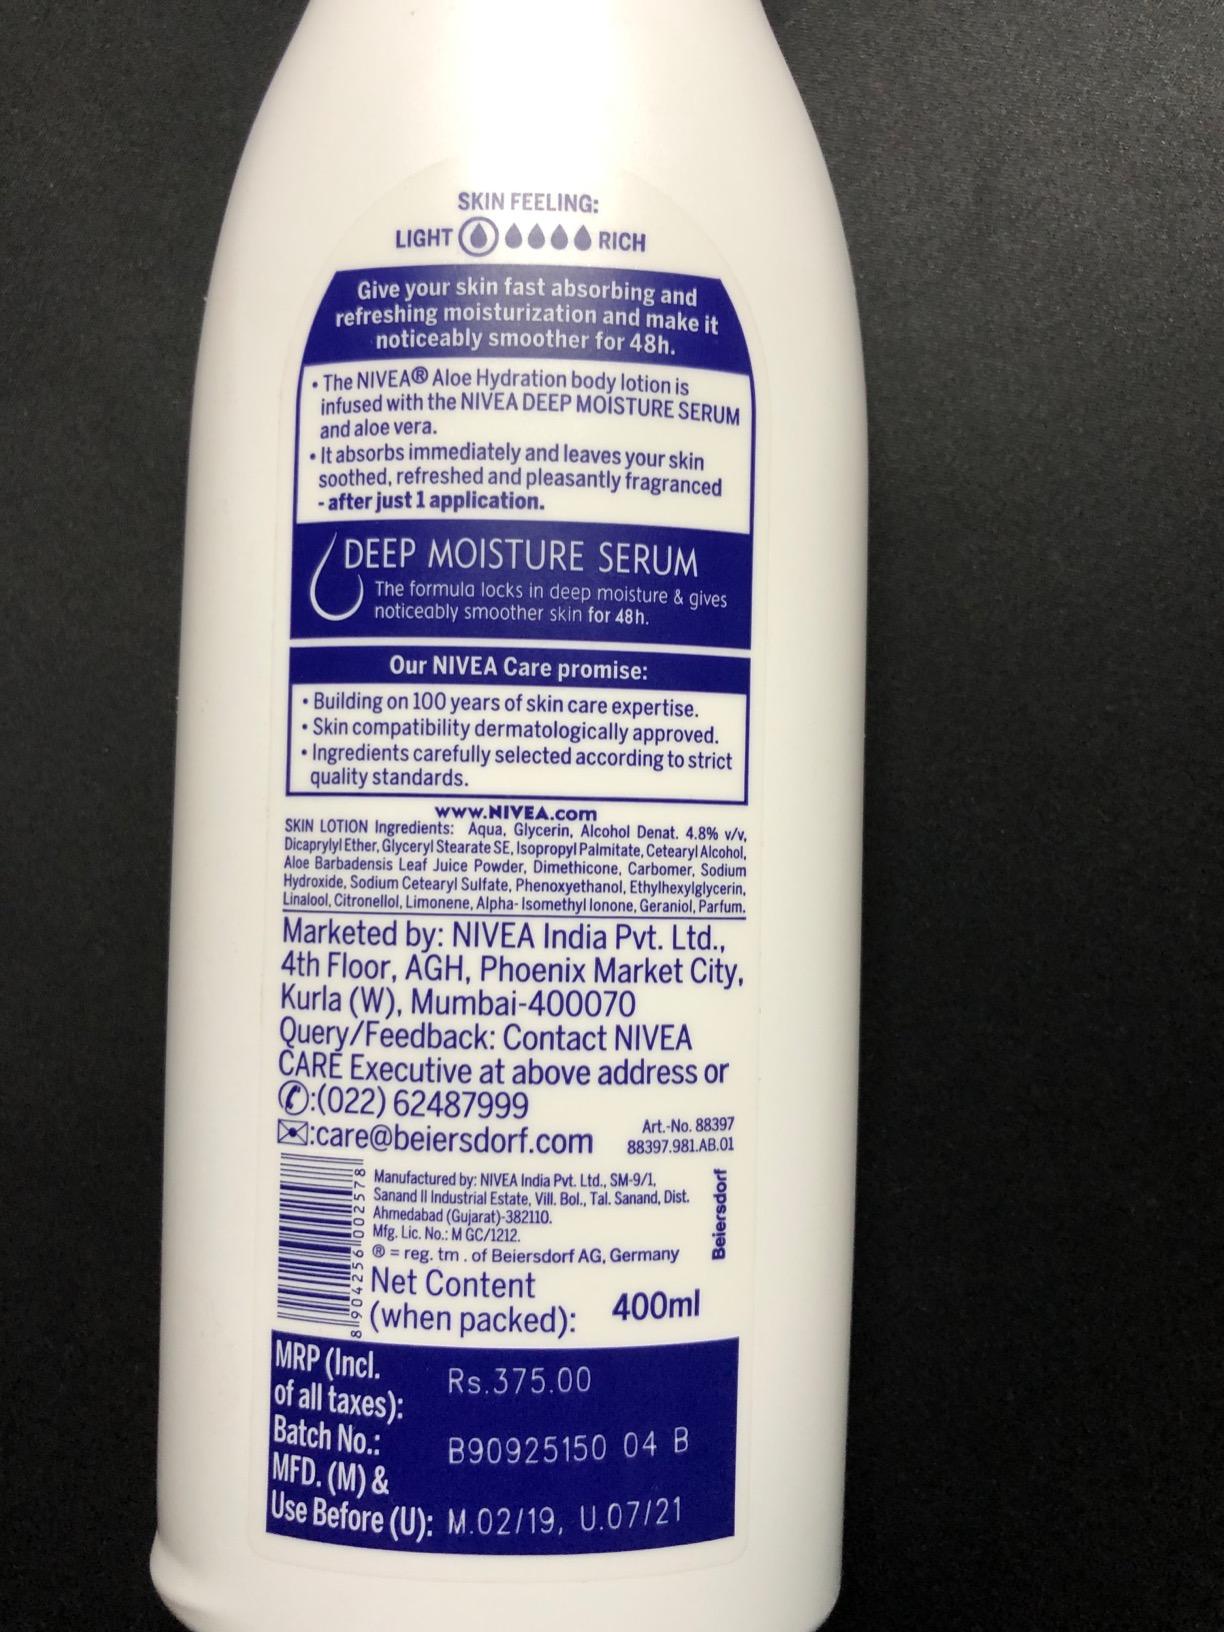 SKIN FEELING:
LIGHT RICH
Give your skin fast absorbing and
refreshing moisturization and make it
noticeably smoother for 48h.
• The NIVEA® Aloe Hydration body lotion is
infused with the NIVEA DEEP MOISTURE SERUM
and aloe vera.
• It absorbs immediately and leaves your skin
soothed, refreshed and pleasantly fragranced
- after just 1 application.
DEEP MOISTURE SERUM
The formula locks in deep moisture & gives
noticeably smoother skin for 48h.
Our NIVEA Care promise:
• Building on 100 years of skin care expertise.
• Skin compatibility dermatologically approved.
• Ingredients carefully selected according to strict
quality standards.
www.NIVEA.com
SKIN LOTION Ingredients: Aqua, Glycerin, Alcohol Denat. 4.8% v/v,
Dicaprylyl Ether, Glyceryl Stearate SE, Isopropyl Palmitate, Cetearyl Alcohol,
Aloe Barbadensis Leaf Juice Powder, Dimethicone, Carbomer, Sodium
Hydroxide, Sodium Cetearyl Sulfate, Phenoxyethanol, Ethylhexylglycerin,
Linalool, Citronellol, Limonene, Alpha- Isomethyl Ionone, Geraniol, Parfum.
Marketed by: NIVEA India Pvt. Ltd.,
4th Floor, AGH, Phoenix Market City,
Kurla (W), Mumbai-400070
Query/Feedback: Contact NIVEA
CARE Executive at above address or
✆:(022) 62487999
✉:care@beiersdorf.com
Art.-No. 88397
88397.981.AB.01
8904256002578
Manufactured by: NIVEA India Pvt. Ltd., SM-9/1,
Sanand II Industrial Estate, Vill. Bol., Tal. Sanand, Dist.
Ahmedabad (Gujarat)-382110.
Mfg. Lic. No.: M GC/1212.
® = reg. tm . of Beiersdorf AG, Germany
Beiersdorf
Net Content
(when packed): 400ml
MRP (Incl.
of all taxes): Rs.375.00
Batch No.: B90925150 04 B
MFD. (M) &
Use Before (U): M.02/19, U.07/21